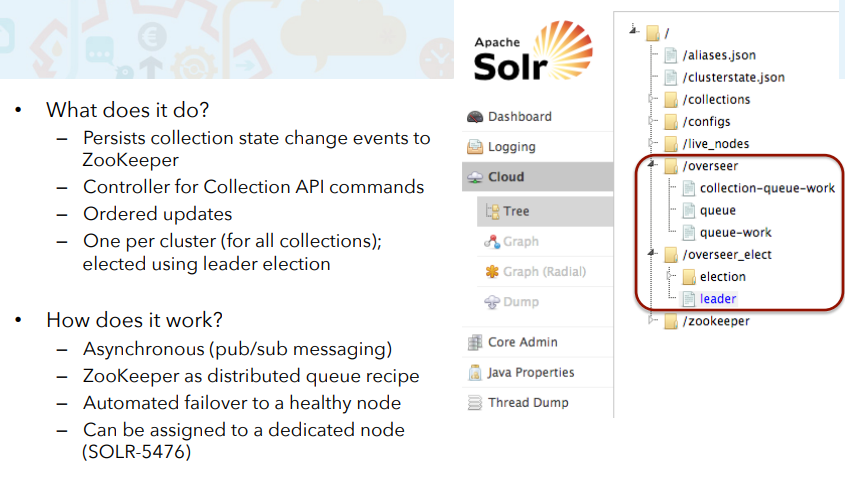 • What does it do?
– Persists collection state change events to
ZooKeeper
– Controller for Collection API commands
– Ordered updates
– One per cluster (for all collections);
elected using leader election
• How does it work?
– Asynchronous (pub/sub messaging)
– ZooKeeper as distributed queue recipe
– Automated failover to a healthy node
– Can be assigned to a dedicated node
(SOLR-5476)
Apache
Solr
Dashboard
Logging
Cloud
Tree
Graph
Graph (Radial)
Dump
Core Admin
Java Properties
Thread Dump
/
/aliases.json
/clusterstate.json
/collections
/configs
/live_nodes
/overseer
collection-queue-work
queue
queue-work
/overseer_elect
election
leader
/zookeeper